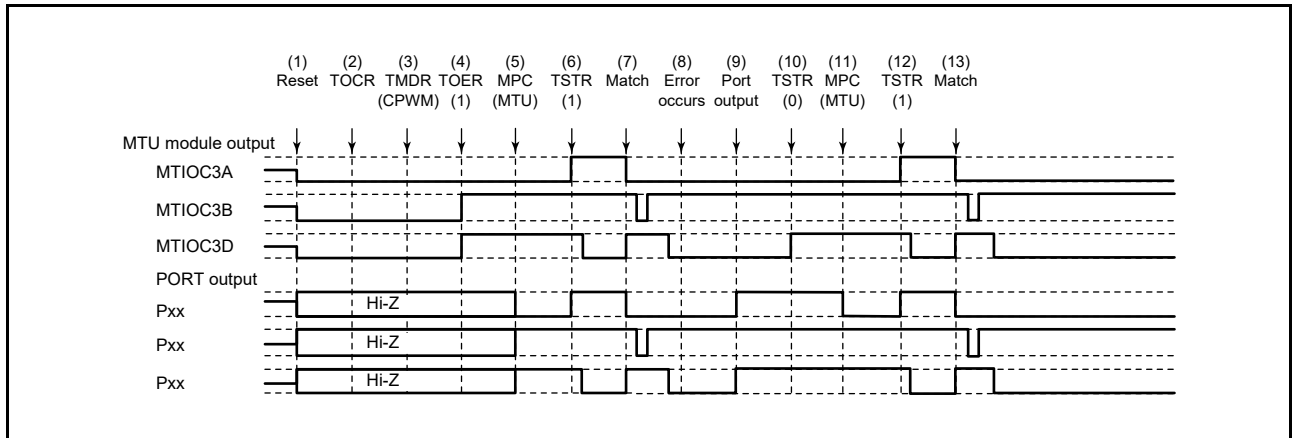 (1) (2) (3) (4) (5) (6) (7) (8) (9) (10) (11) (12) (13)
Reset TOCR TMDR TOER MPC TSTR Match Error Port TSTR MPC TSTR Match
(CPWM) (1) (MTU) (1) occurs output (0) (MTU) (1)
MTU module output
MTIOC3A
MTIOC3B
MTIOC3D
PORT output
Pxx Hi-Z
Pxx Hi-Z
Pxx Hi-Z